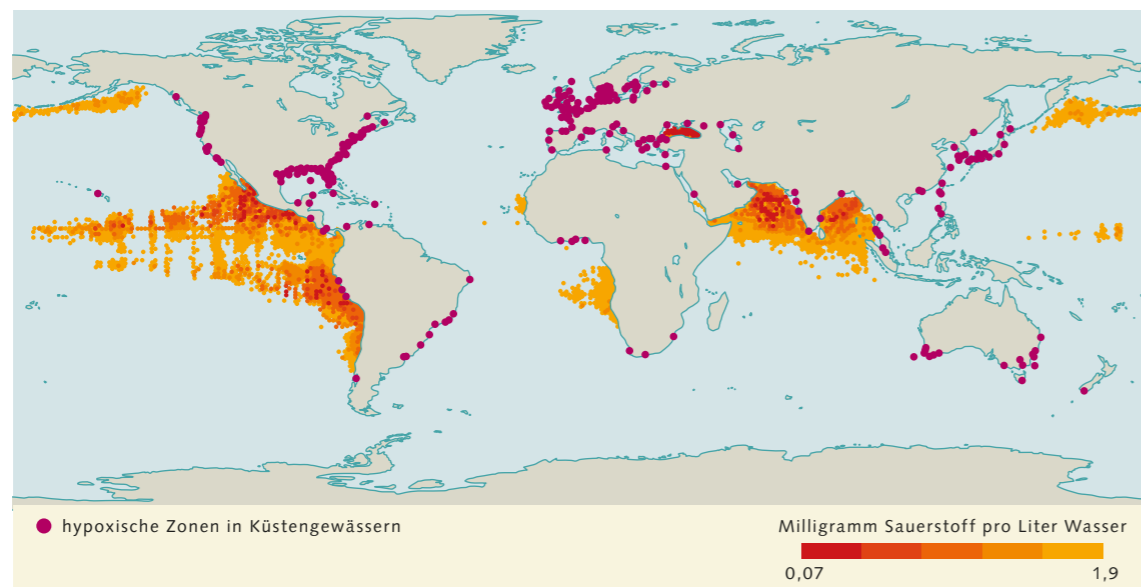 hypoxische Zonen in Küstengewässern
Milligramm Sauerstoff pro Liter Wasser
0,07
1,9